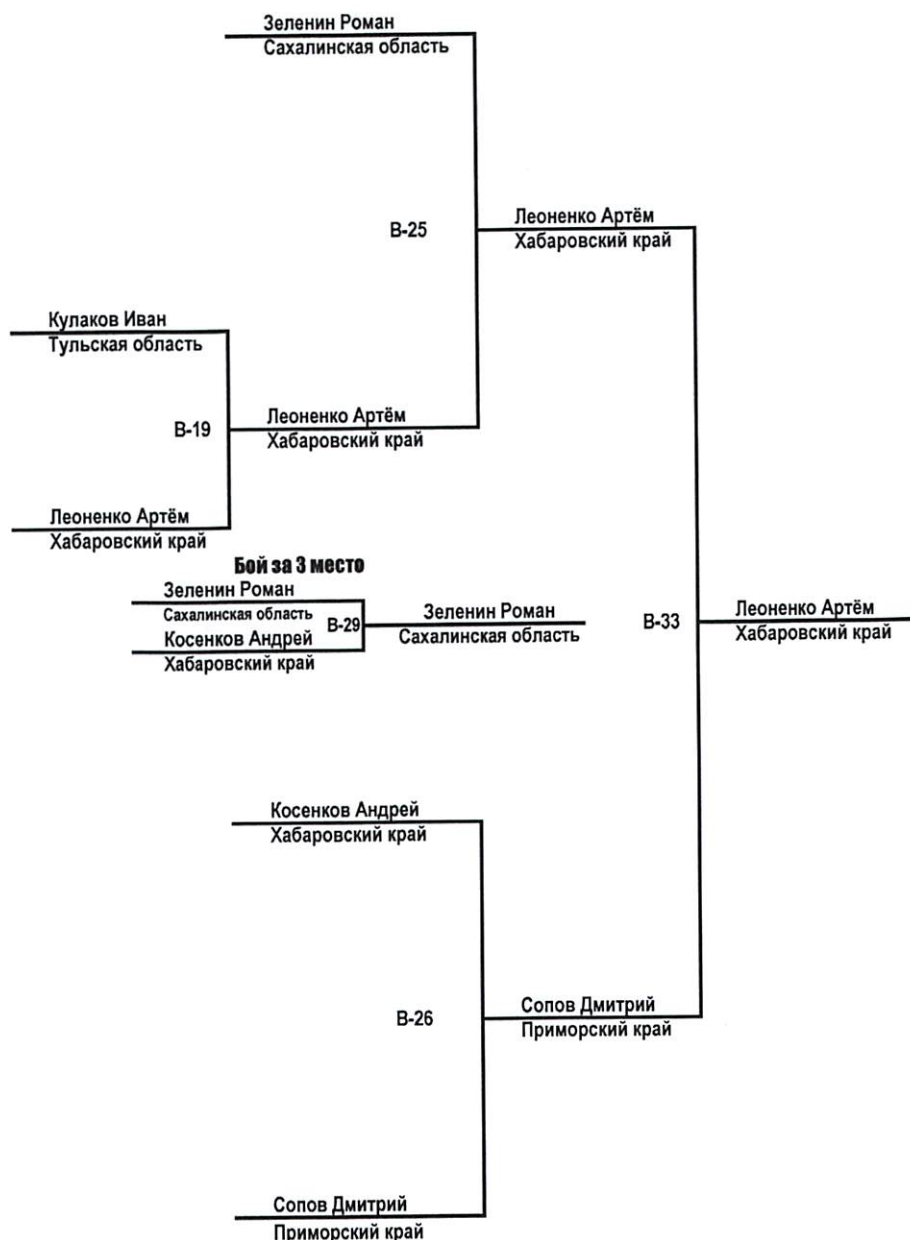 Зеленин Роман
Сахалинская область
В-25
Леоненко Артём
Хабаровский край
Кулаков Иван
Тульская область
В-19
Леоненко Артём
Хабаровский край
Леоненко Артём
Хабаровский край
Бой за 3 место
Зеленин Роман
Сахалинская область
В-29
Косенков Андрей
Хабаровский край
Зеленин Роман
Сахалинская область
В-33
Леоненко Артём
Хабаровский край
Косенков Андрей
Хабаровский край
В-26
Сопов Дмитрий
Приморский край
Сопов Дмитрий
Приморский край